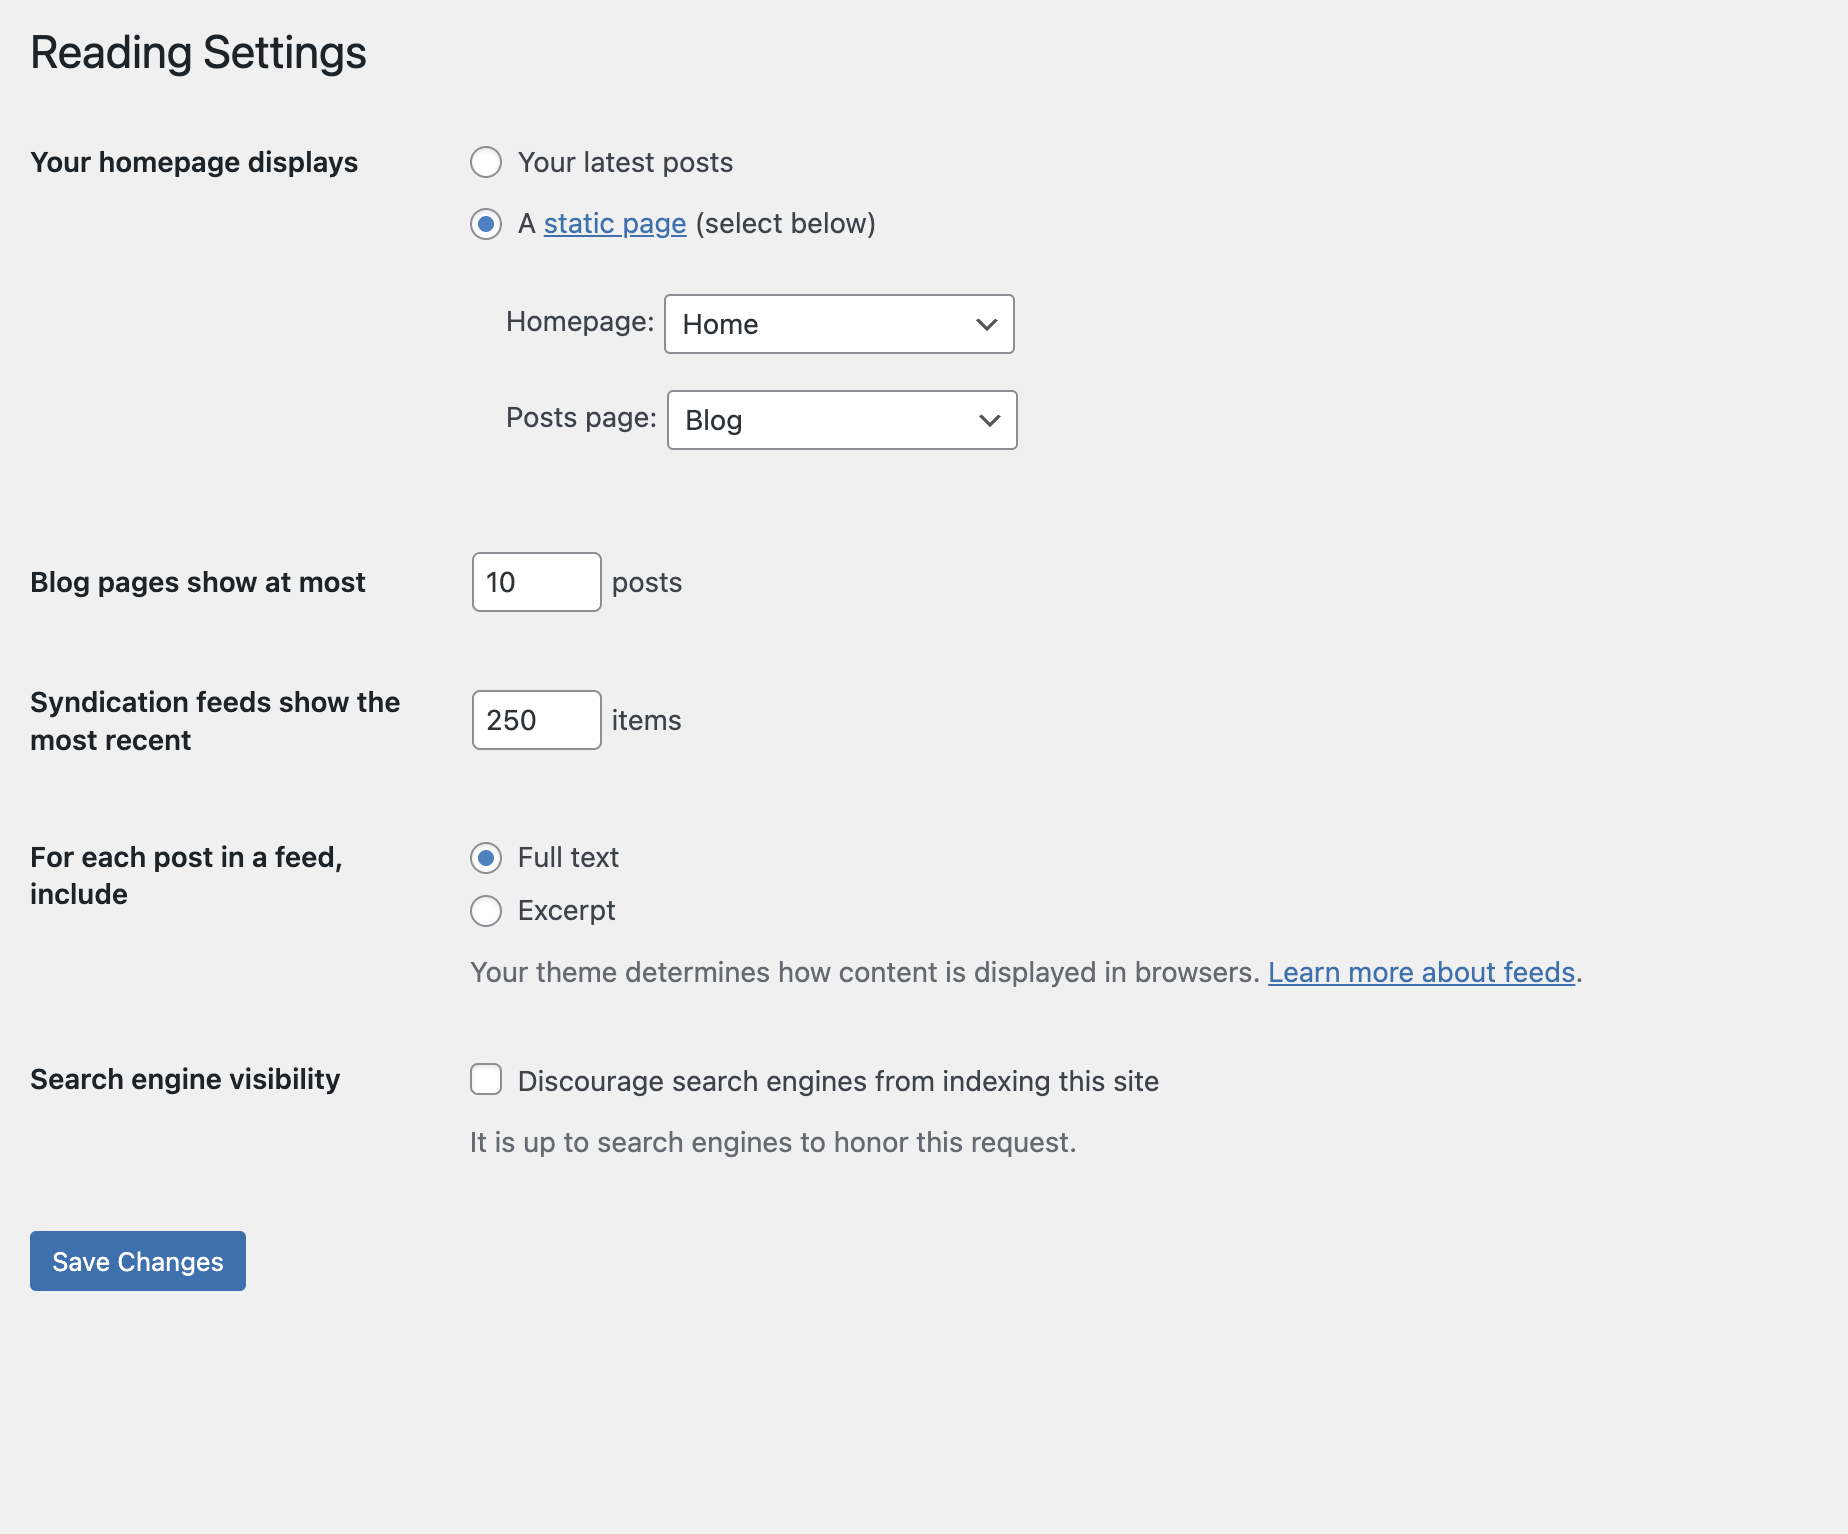 Reading Settings
Your homepage displays
Your latest posts
A static page (select below)
Homepage: Home
Posts page: Blog
Blog pages show at most
10 posts
Syndication feeds show the
most recent
250 items
For each post in a feed,
include
Full text
Excerpt
Your theme determines how content is displayed in browsers. Learn more about feeds.
Search engine visibility
Discourage search engines from indexing this site
It is up to search engines to honor this request.
Save Changes